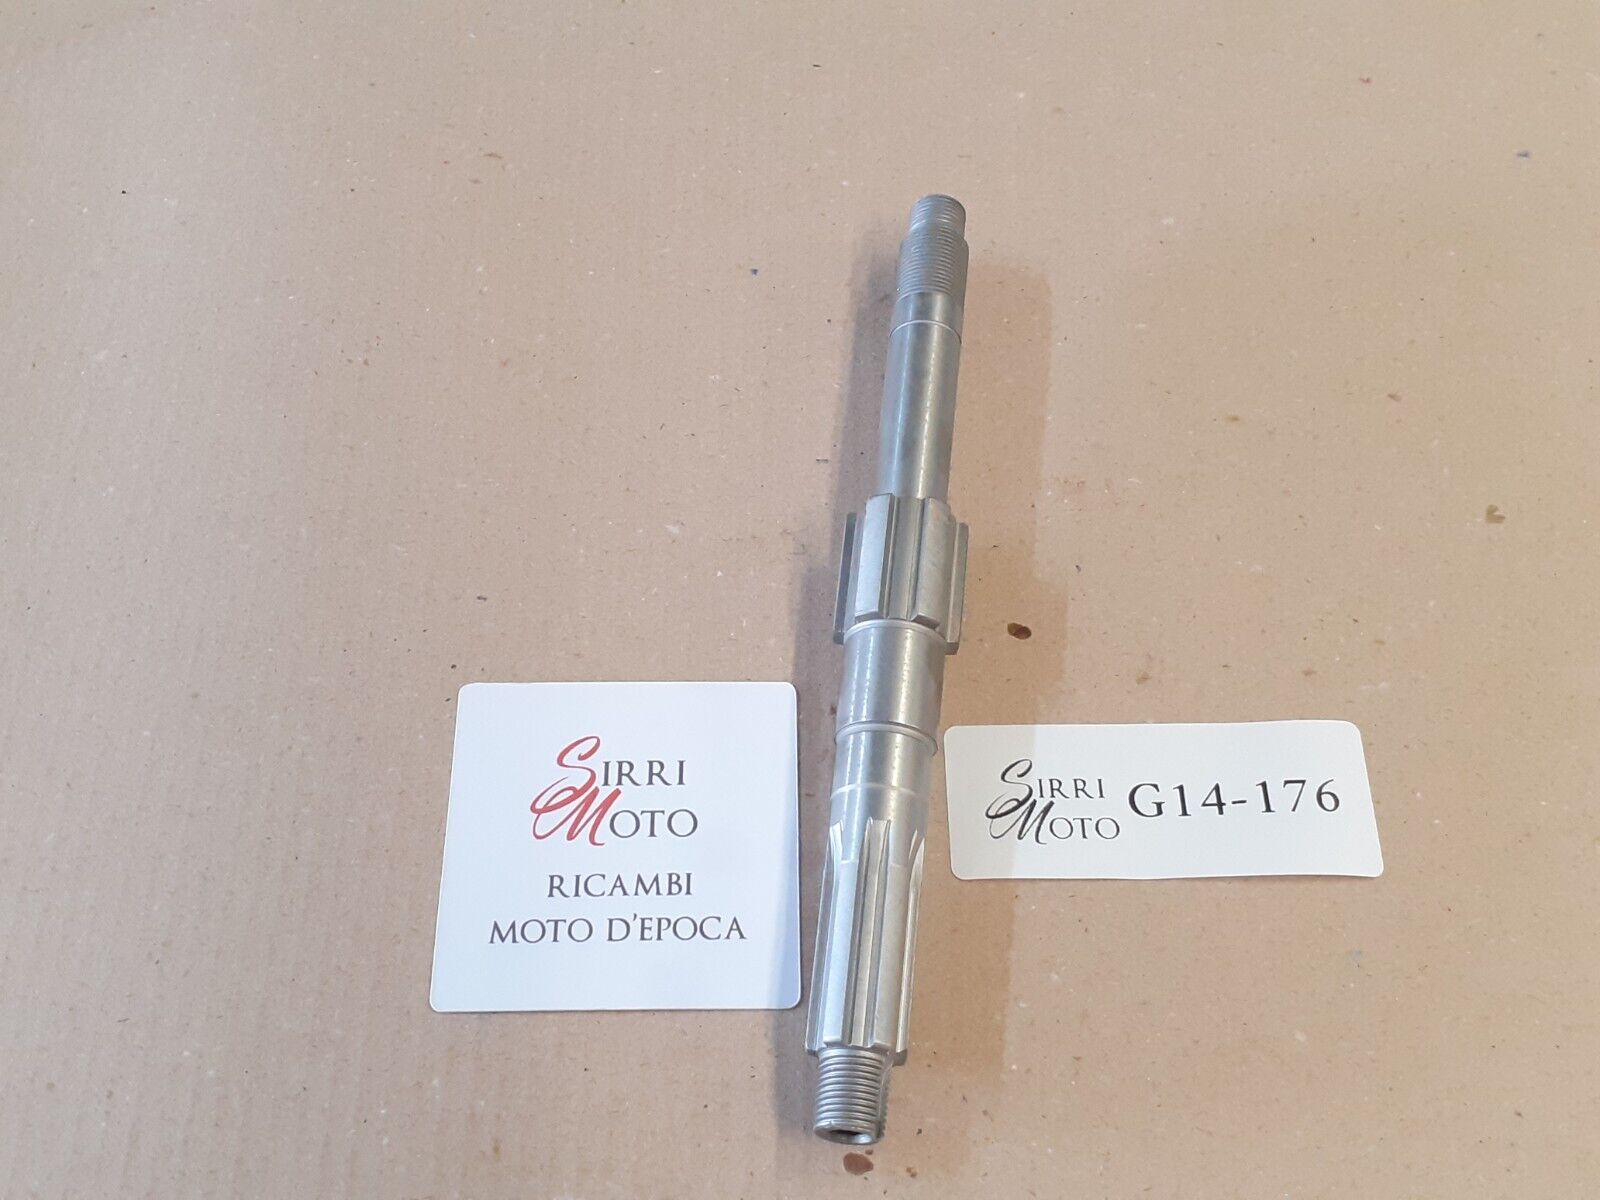 SIRRI
MOTO
RICAMBI
MOTO D'EPOCA
SIRRI
MOTO
G14-176